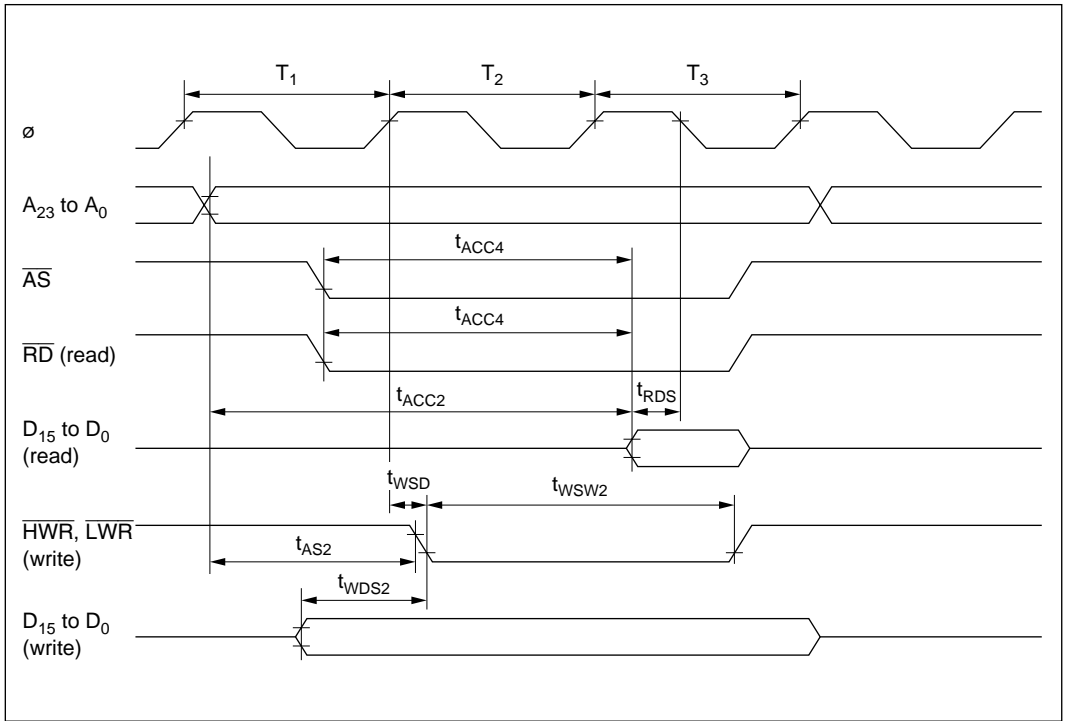 T1 T2 T3
ø
A23 to A0
tACC4
AS
tACC4
RD (read)
tACC2 tRDS
D15 to D0
(read)
tWSD tWSW2
HWR, LWR
(write)
tAS2
tWDS2
D15 to D0
(write)